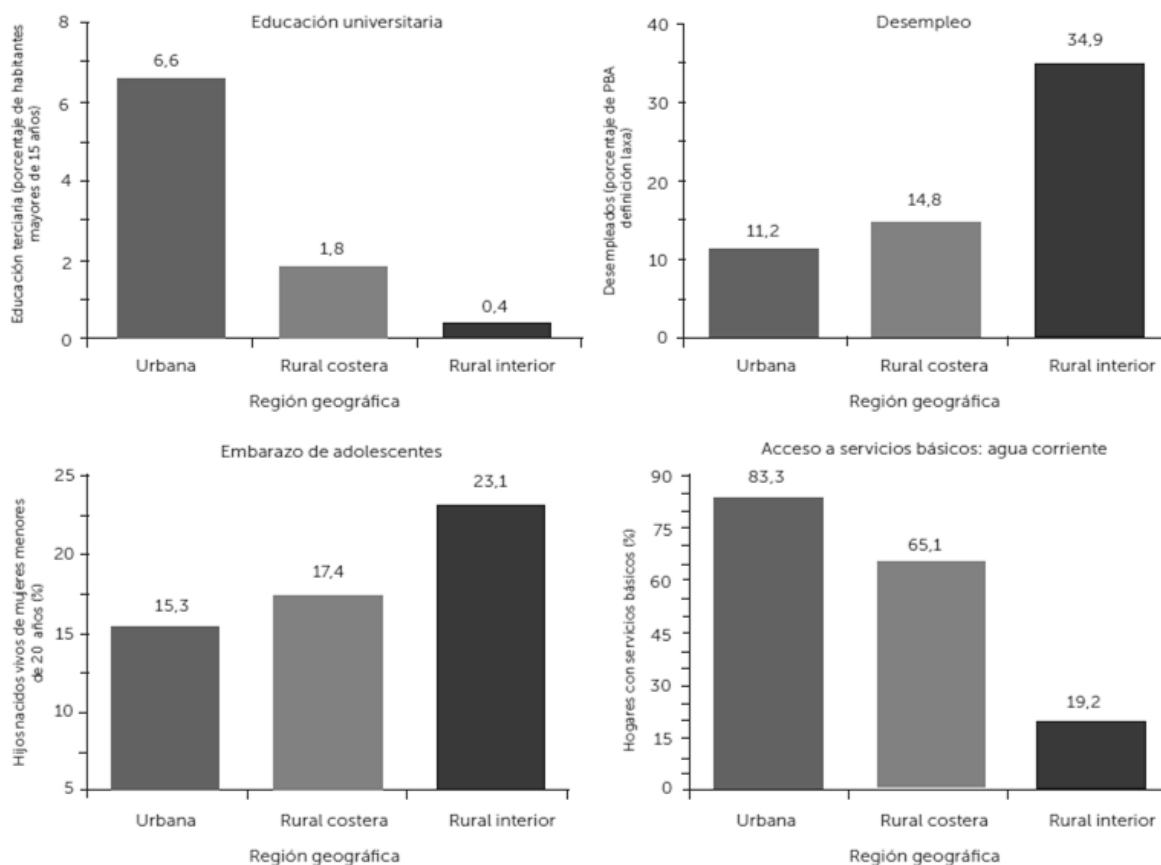 Educación universitaria
Educación terciaria (porcentaje de habitantes
mayores de 15 años)
8
6
4
2
0
6,6
1,8
0,4
Urbana
Rural costera
Rural interior
Región geográfica
Desempleo
Desempleados (porcentaje de PBA
definición laxa)
40
30
20
10
0
11,2
14,8
34,9
Urbana
Rural costera
Rural interior
Región geográfica
Embarazo de adolescentes
Hijos nacidos vivos de mujeres menores
de 20 años (%)
25
20
15
10
5
15,3
17,4
23,1
Urbana
Rural costera
Rural interior
Región geográfica
Acceso a servicios básicos: agua corriente
Hogares con servicios básicos (%)
90
75
60
45
30
15
0
83,3
65,1
19,2
Urbana
Rural costera
Rural interior
Región geográfica